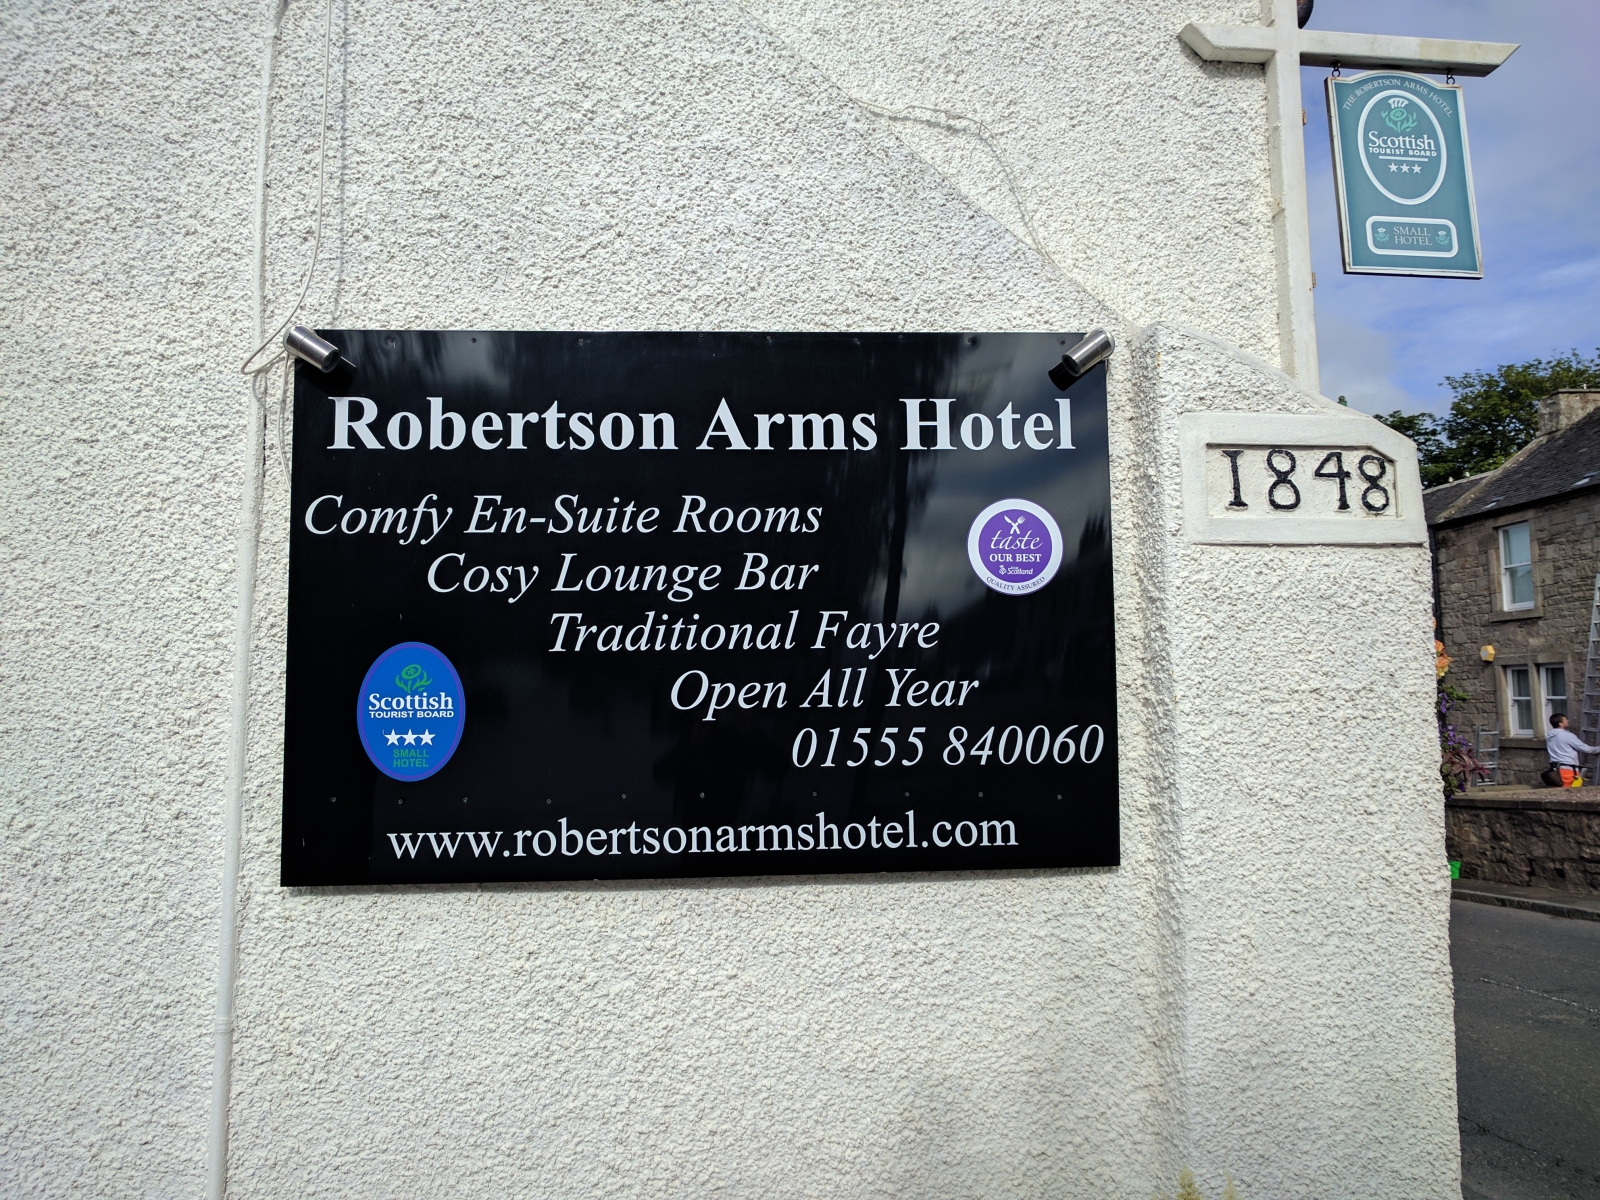 THE ROBERTSON ARMS HOTEL
Scottish
TOURIST BOARD
SMALL
HOTEL
1848
Robertson Arms Hotel
Comfy En-Suite Rooms
Cosy Lounge Bar
Traditional Fayre
Open All Year
01555 840060
www.robertsonarmshotel.com
taste
OUR BEST
Scotland
QUALITY ASSURED
Scottish
TOURIST BOARD
SMALL
HOTEL